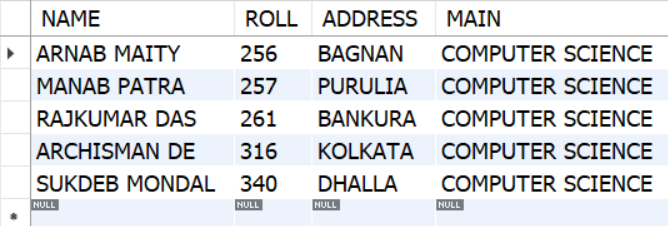 NAME ROLL ADDRESS MAIN
ARNAB MAITY 256 BAGNAN COMPUTER SCIENCE
MANAB PATRA 257 PURULIA COMPUTER SCIENCE
RAJKUMAR DAS 261 BANKURA COMPUTER SCIENCE
ARCHISMAN DE 316 KOLKATA COMPUTER SCIENCE
SUKDEB MONDAL 340 DHALLA COMPUTER SCIENCE
NULL NULL NULL NULL